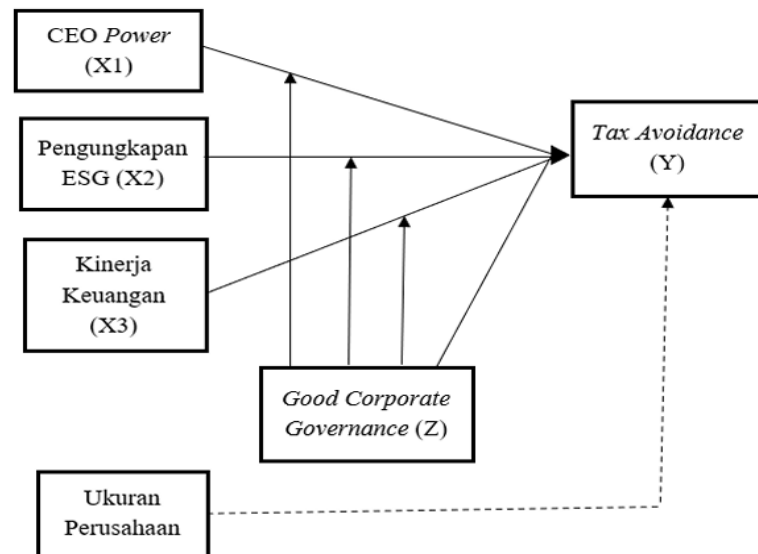 CEO Power
(X1)
Pengungkapan
ESG (X2)
Kinerja
Keuangan
(X3)
Tax Avoidance
(Y)
Good Corporate
Governance (Z)
Ukuran
Perusahaan